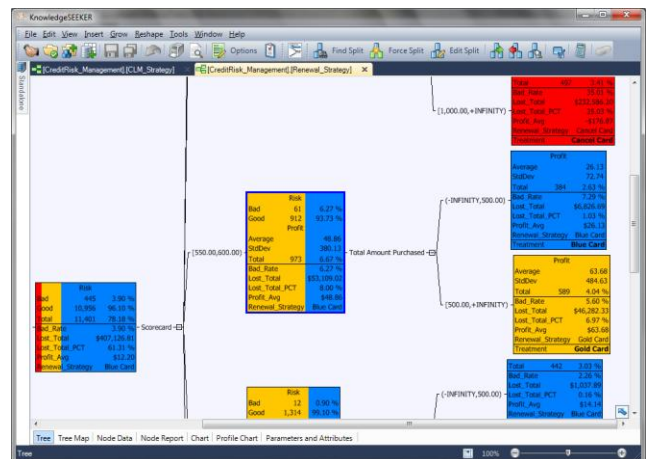 KnowledgeSEEKER
File Edit View Insert Grow Reshape Tools Window Help
Options Find Split Force Split Edit Split
[CreditRisk_Management].[CLM_Strategy] [CreditRisk_Management].[Renewal_Strategy]
Standalone
[1,000.00,+INFINITY)
Bad_Rate
Lost_Total $232,586.30
Lost_Total_PCT
Profit_Avg
Renewal_Strategy Cancel Card
Treatment Cancel Card
[550.00,600.00)
Risk
Bad 61 6.27 %
Good 912 93.73 %
Profit
Average 48.86
StdDev 380.13
Total 973 6.67 %
Bad_Rate 6.27 %
Lost_Total $53,109.02
Lost_Total_PCT 8.00 %
Profit_Avg $48.86
Renewal_Strategy Blue Card
Total Amount Purchased
(-INFINITY,500.00)
Profit
Average 26.13
StdDev 72.74
Total 384 2.63 %
Bad_Rate 7.29 %
Lost_Total $6,826.69
Lost_Total_PCT 1.03 %
Profit_Avg $26.13
Renewal_Strategy Blue Card
Treatment Blue Card
[500.00,+INFINITY)
Profit
Average 63.68
StdDev 484.63
Total 589 4.04 %
Bad_Rate 5.60 %
Lost_Total $46,282.33
Lost_Total_PCT 6.97 %
Profit_Avg $63.68
Renewal_Strategy Gold Card
Treatment Gold Card
Risk
Bad 445 3.90 %
Good 10,956 96.10 %
Total 11,401 78.18 %
Bad_Rate 3.90 %
Lost_Total $407,126.81
Lost_Total_PCT 61.31 %
Profit_Avg $12.20
Renewal_Strategy Blue Card
Scorecard
Risk
Bad 12 0.90 %
Good 1,314 99.10 %
(-INFINITY,500.00)
Total 442 3.03 %
Bad_Rate 2.26 %
Lost_Total $1,037.89
Lost_Total_PCT 0.16 %
Profit_Avg $14.14
Renewal_Strategy Blue Card
Tree Tree Map Node Data Node Report Chart Profile Chart Parameters and Attributes
Tree 100%